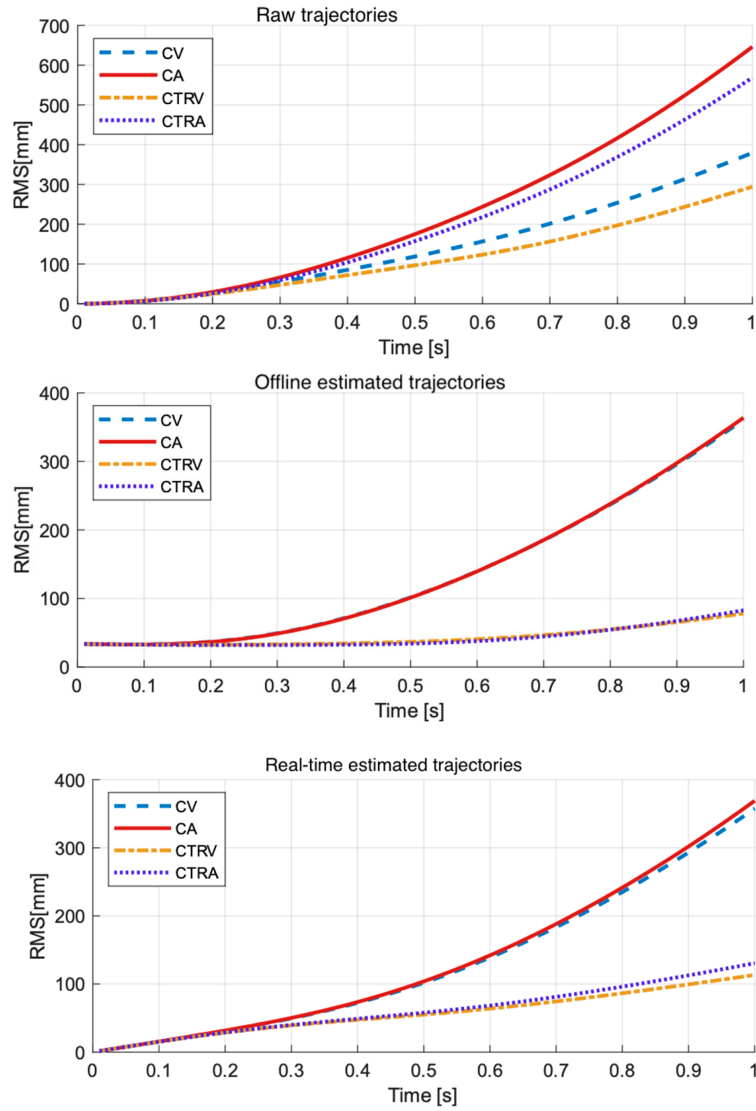 Raw trajectories
700
600
500
400
300
200
100
0
RMS[mm]
CV
CA
CTRV
CTRA
0 0.1 0.2 0.3 0.4 0.5 0.6 0.7 0.8 0.9 1
Time [s]
Offline estimated trajectories
400
300
200
100
0
RMS[mm]
CV
CA
CTRV
CTRA
0 0.1 0.2 0.3 0.4 0.5 0.6 0.7 0.8 0.9 1
Time [s]
Real-time estimated trajectories
400
300
200
100
0
RMS[mm]
CV
CA
CTRV
CTRA
0 0.1 0.2 0.3 0.4 0.5 0.6 0.7 0.8 0.9 1
Time [s]